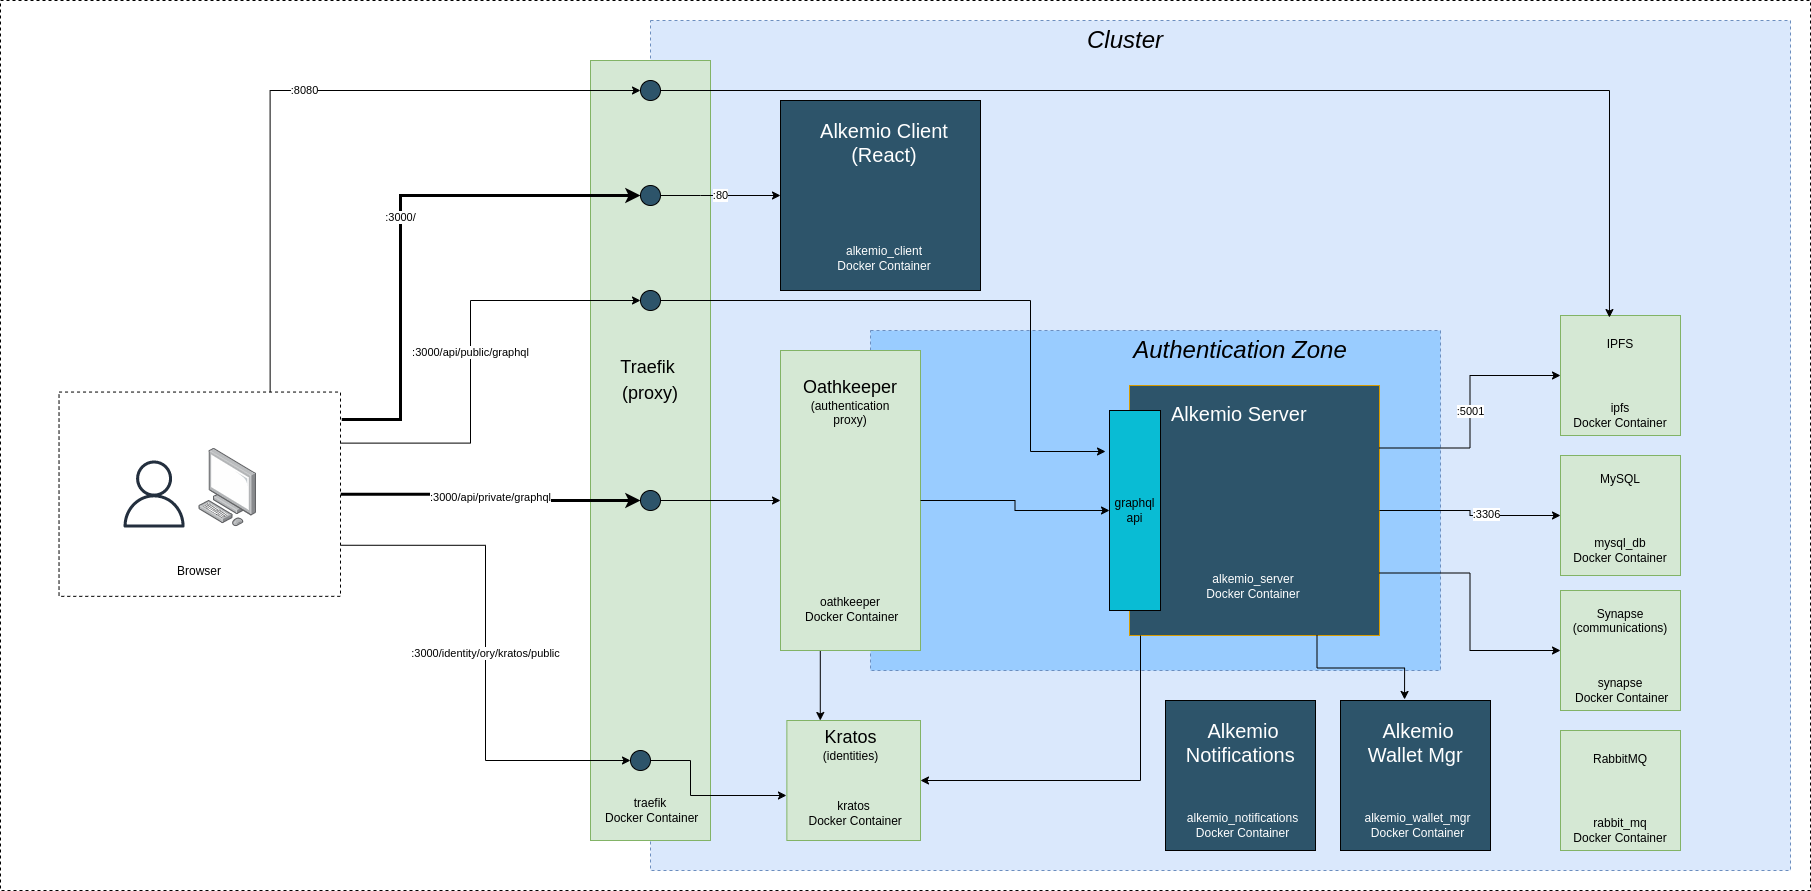 Cluster
:8080
Alkemio Client
(React)
:3000/
:80
alkemio_client
Docker Container
:3000/api/public/graphql
Traefik
(proxy)
Authentication Zone
Oathkeeper
(authentication
proxy)
Alkemio Server
graphql
api
alkemio_server
Docker Container
oathkeeper
Docker Container
:3000/api/private/graphql
Browser
:3000/identity/ory/kratos/public
:5001
IPFS
ipfs
Docker Container
:3306
MySQL
mysql_db
Docker Container
Synapse
(communications)
synapse
Docker Container
Kratos
(identities)
kratos
Docker Container
traefik
Docker Container
Alkemio
Notifications
alkemio_notifications
Docker Container
Alkemio
Wallet Mgr
alkemio_wallet_mgr
Docker Container
RabbitMQ
rabbit_mq
Docker Container